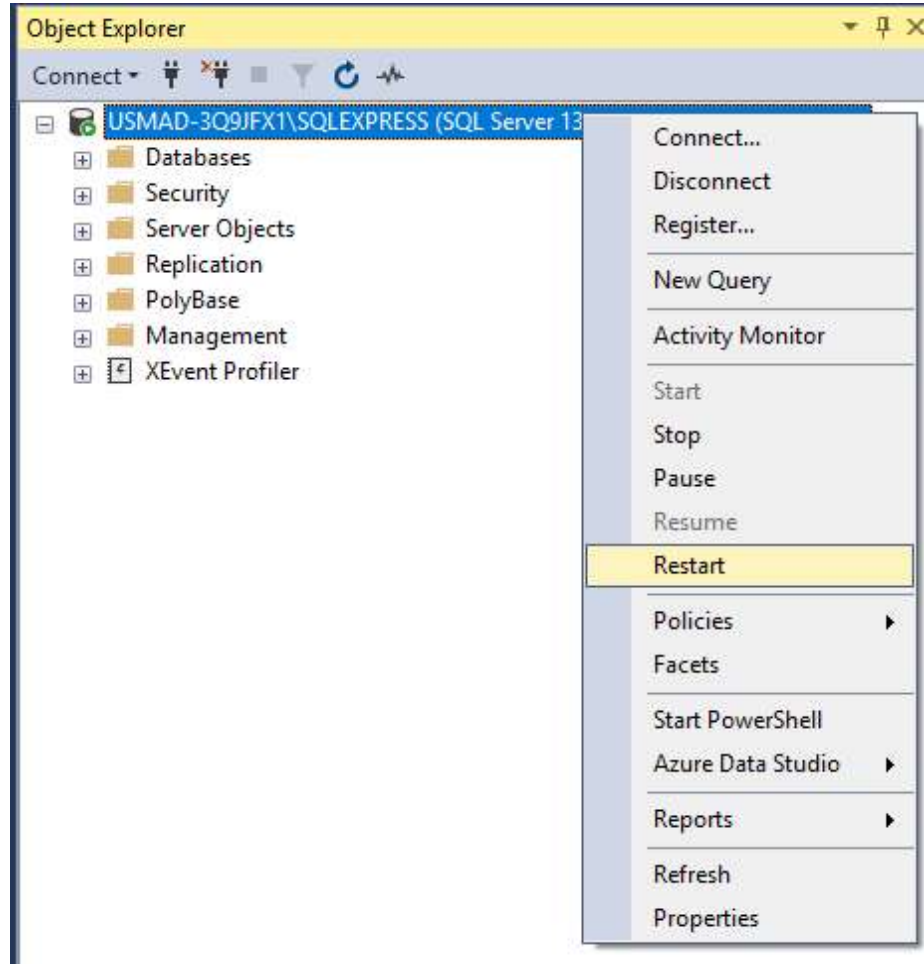 Object Explorer
Connect
USMAD-3Q9JFX1\SQLEXPRESS (SQL Server 13
Databases
Security
Server Objects
Replication
PolyBase
Management
XEvent Profiler
Connect...
Disconnect
Register...
New Query
Activity Monitor
Start
Stop
Pause
Resume
Restart
Policies
Facets
Start PowerShell
Azure Data Studio
Reports
Refresh
Properties